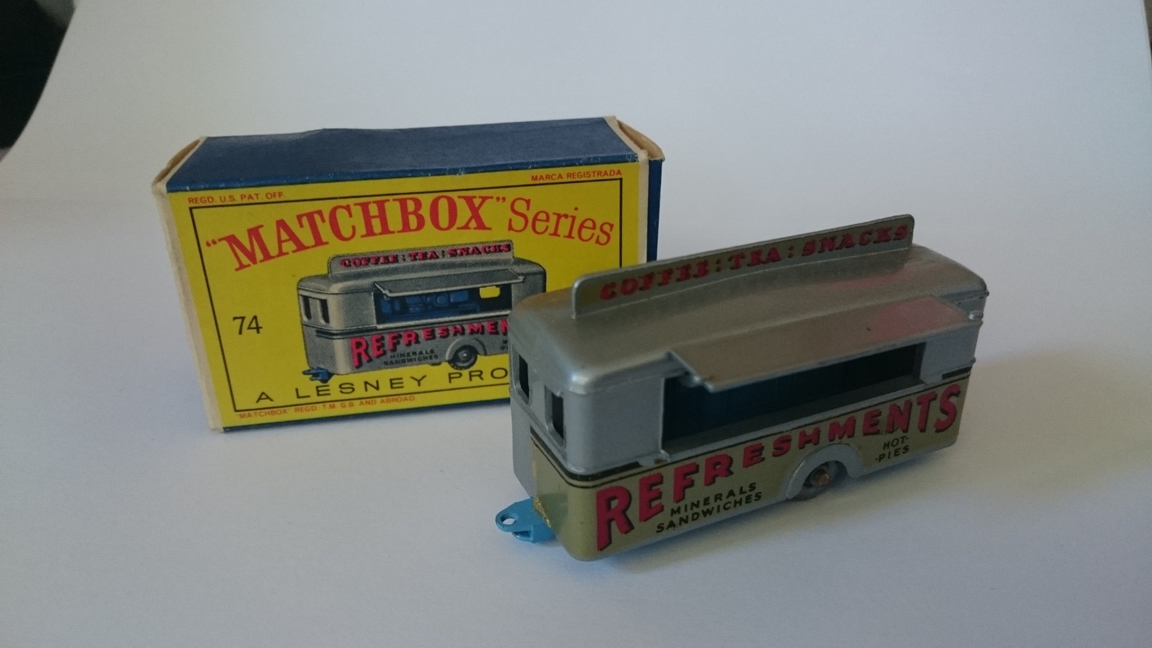 REGD. U.S. PAT. OFF. MARCA REGISTRADA
"MATCHBOX" Series
COFFEE : TEA : SNACKS
74
REFRESHMEN
MINERALS
SANDWICHES
A LESNEY PRO
"MATCHBOX" REGD. T.M. G.B. AND ABROAD
COFFEE : TEA : SNACKS
REFRESHMENTS
MINERALS
SANDWICHES
HOT-
-PIES